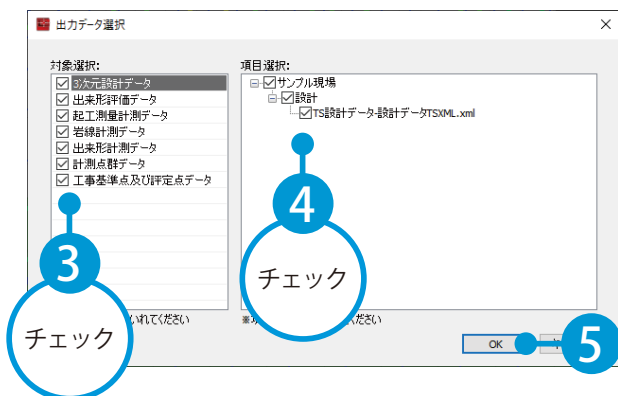 出力データ選択
対象選択:
項目選択:
3次元設計データ
出来形評価データ
起工測量計測データ
岩線計測データ
出来形計測データ
計測点群データ
工事基準点及び評定点データ
サンプル現場
設計
TS設計データ-設計データTSXML.xml
3
チェック
4
チェック
いれてください
ください
OK
5